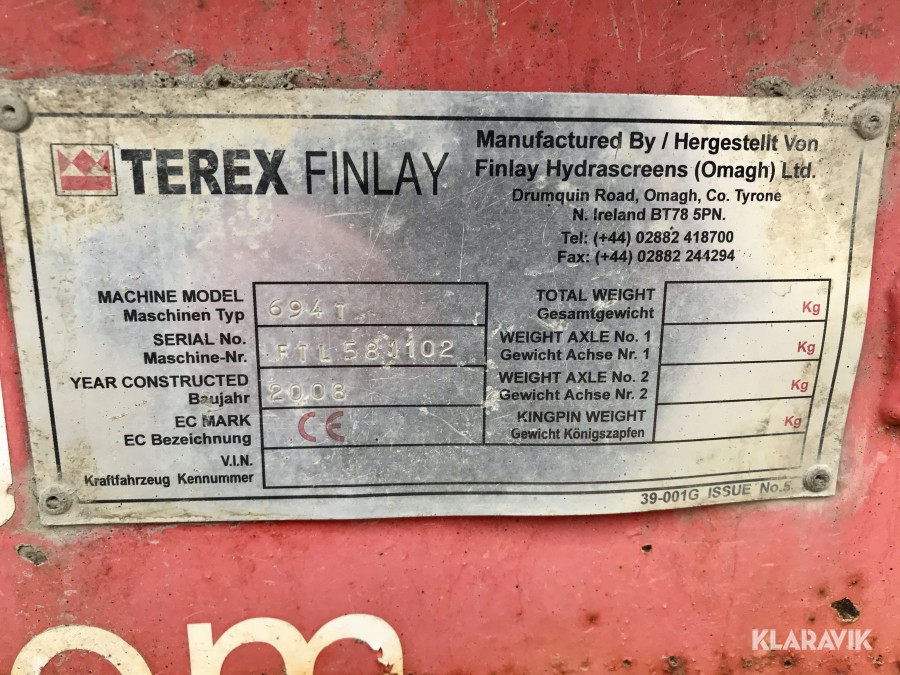 TEREX FINLAY
Manufactured By / Hergestellt Von
Finlay Hydrascreens (Omagh) Ltd.
Drumquin Road, Omagh, Co. Tyrone
N. Ireland BT78 5PN.
Tel: (+44) 02882 418700
Fax: (+44) 02882 244294
MACHINE MODEL
Maschinen Typ
694T
SERIAL No.
Maschine-Nr.
FTL581102
YEAR CONSTRUCTED
Baujahr
2008
EC MARK
EC Bezeichnung
CE
V.I.N.
Kraftfahrzeug Kennummer
TOTAL WEIGHT
Gesamtgewicht
Kg
WEIGHT AXLE No. 1
Gewicht Achse Nr. 1
Kg
WEIGHT AXLE No. 2
Gewicht Achse Nr. 2
Kg
KINGPIN WEIGHT
Gewicht Königszapfen
Kg
39-001G ISSUE No.5
om
KLARAVIK